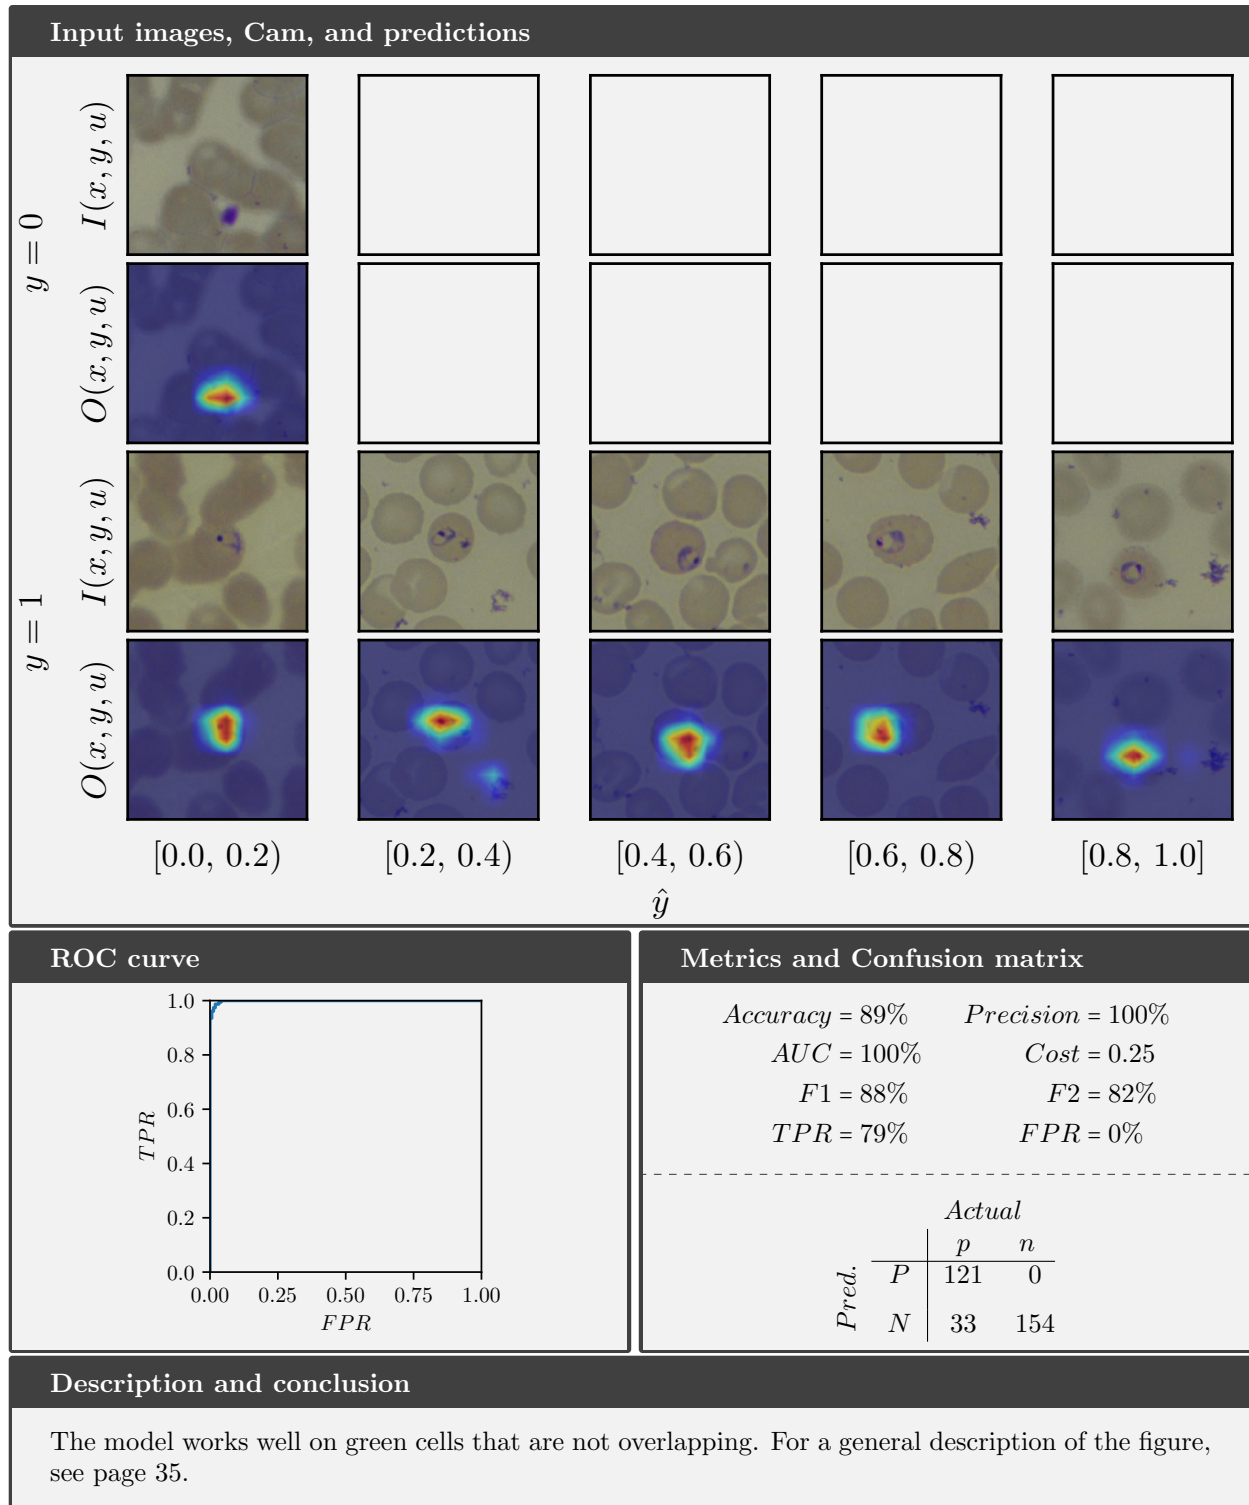 Input images, Cam, and predictions
y = 0
I(x, y, u)
O(x, y, u)
y = 1
I(x, y, u)
O(x, y, u)
[0.0, 0.2) [0.2, 0.4) [0.4, 0.6) [0.6, 0.8) [0.8, 1.0]
ŷ
ROC curve
1.0
0.8
0.6
0.4
0.2
0.0
TPR
0.00 0.25 0.50 0.75 1.00
FPR
Metrics and Confusion matrix
Accuracy = 89% Precision = 100%
AUC = 100% Cost = 0.25
F1 = 88% F2 = 82%
TPR = 79% FPR = 0%
Actual
p n
Pred.
P 121 0
N 33 154
Description and conclusion
The model works well on green cells that are not overlapping. For a general description of the figure,
see page 35.